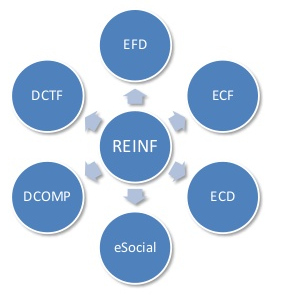 EFD
DCTF
ECF
REINF
DCOMP
ECD
eSocial